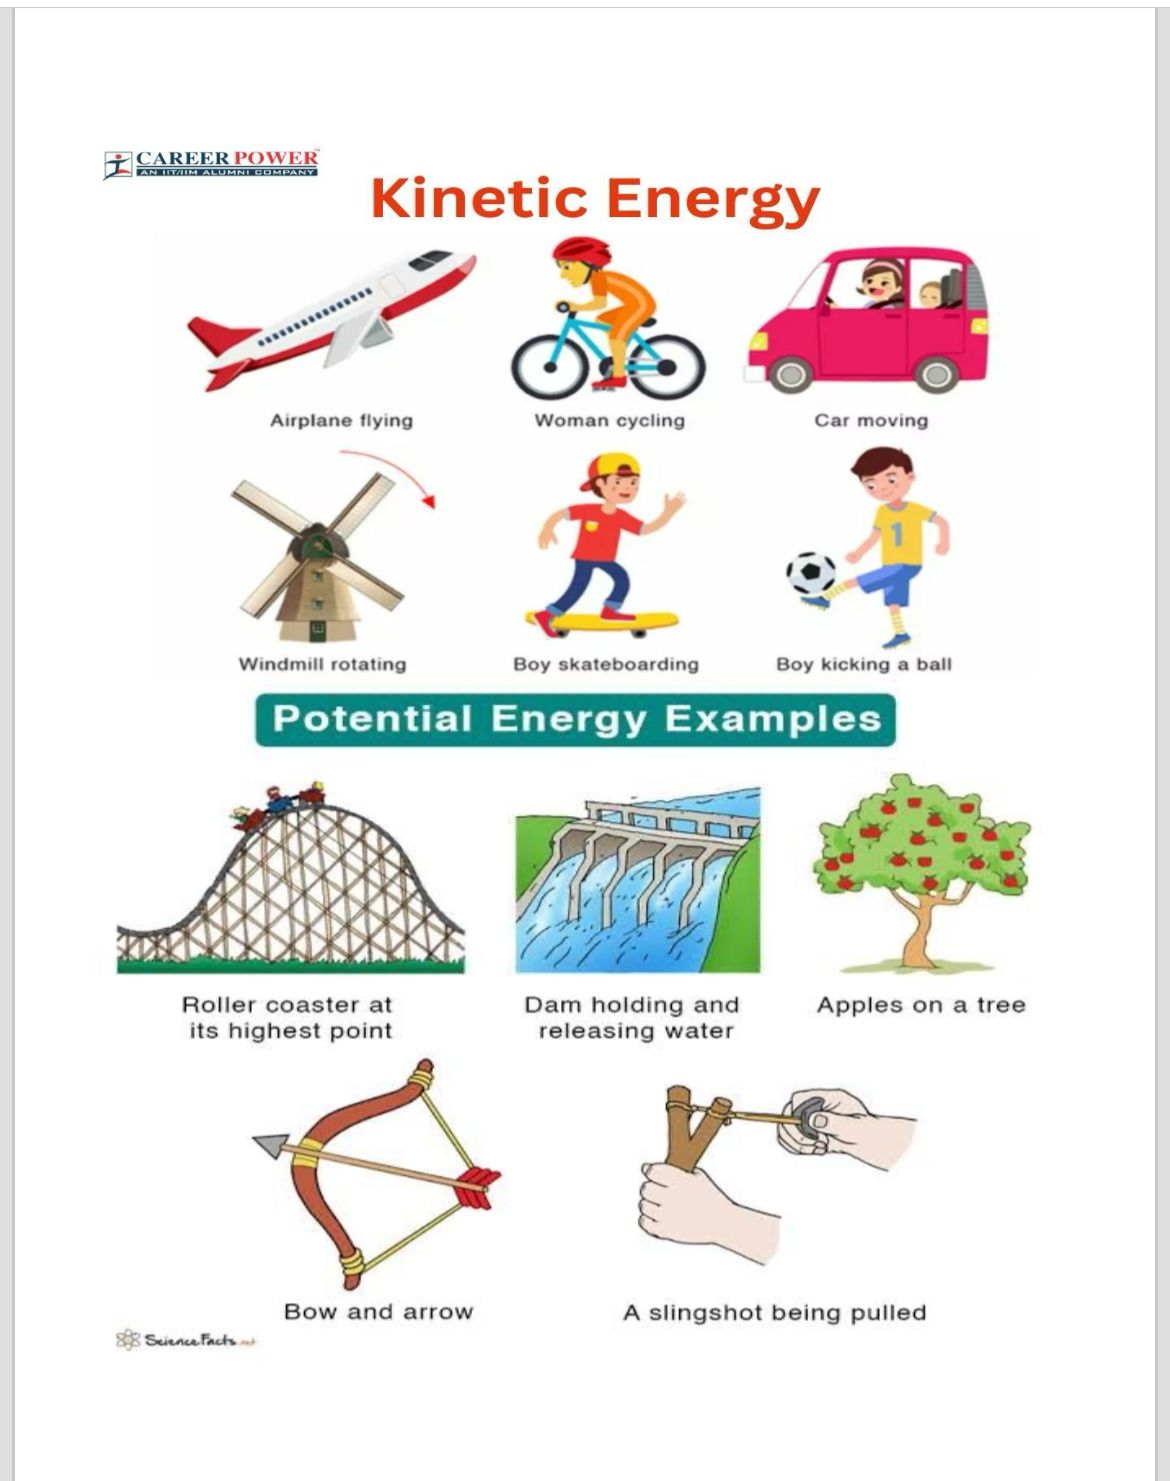 CAREER POWER
AN IIT/IIM ALUMNI COMPANY
Kinetic Energy
Airplane flying
Woman cycling
Car moving
1
Windmill rotating
Boy skateboarding
Boy kicking a ball
Potential Energy Examples
Roller coaster at
its highest point
Dam holding and
releasing water
Apples on a tree
Bow and arrow
A slingshot being pulled
ScienceFacts.net